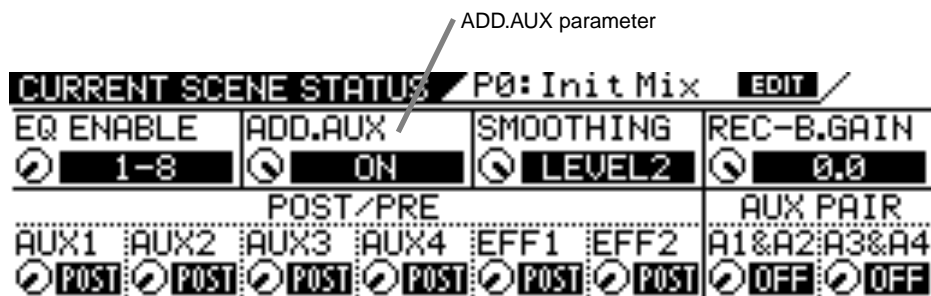 ADD.AUX parameter
CURRENT SCENE STATUS P0:Init Mix EDIT
EQ ENABLE ADD.AUX SMOOTHING REC-B.GAIN
1-8 ON LEVEL2 0.0
POST/PRE AUX PAIR
AUX1 AUX2 AUX3 AUX4 EFF1 EFF2 A1&A2 A3&A4
POST POST POST POST POST POST OFF OFF